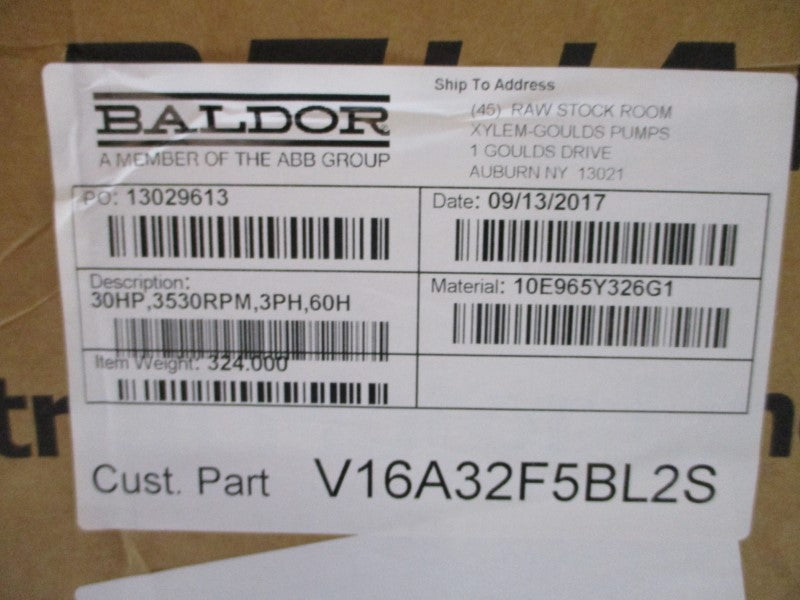 BALDOR
A MEMBER OF THE ABB GROUP
Ship To Address
(45) RAW STOCK ROOM
XYLEM-GOULDS PUMPS
1 GOULDS DRIVE
AUBURN NY 13021
PO: 13029613
Date: 09/13/2017
Description:
30HP,3530RPM,3PH,60H
Material: 10E965Y326G1
Item Weight: 324.000
Cust. Part V16A32F5BL2S